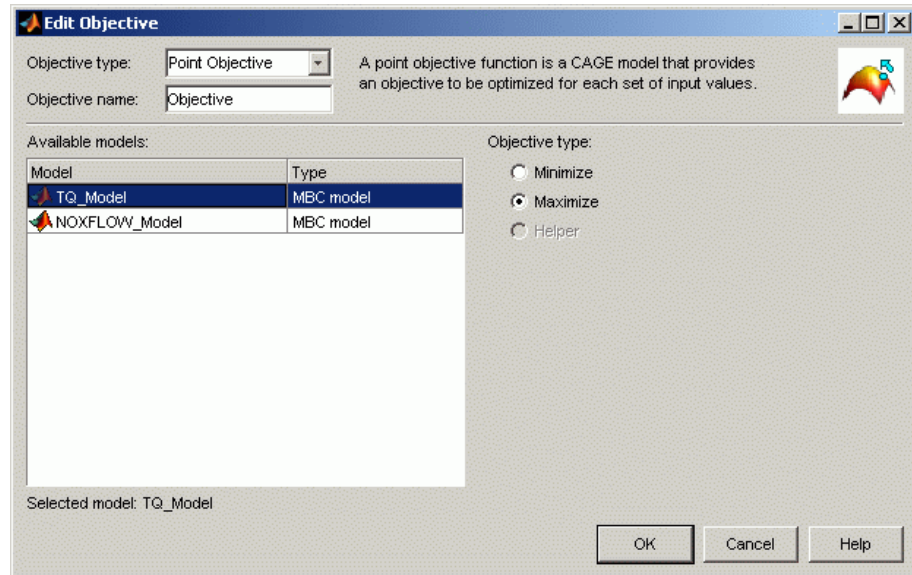 Edit Objective
Objective type: Point Objective
Objective name: Objective
A point objective function is a CAGE model that provides
an objective to be optimized for each set of input values.
Available models:
Model Type
TQ_Model MBC model
NOXFLOW_Model MBC model
Selected model: TQ_Model
Objective type:
Minimize
Maximize
Helper
OK Cancel Help